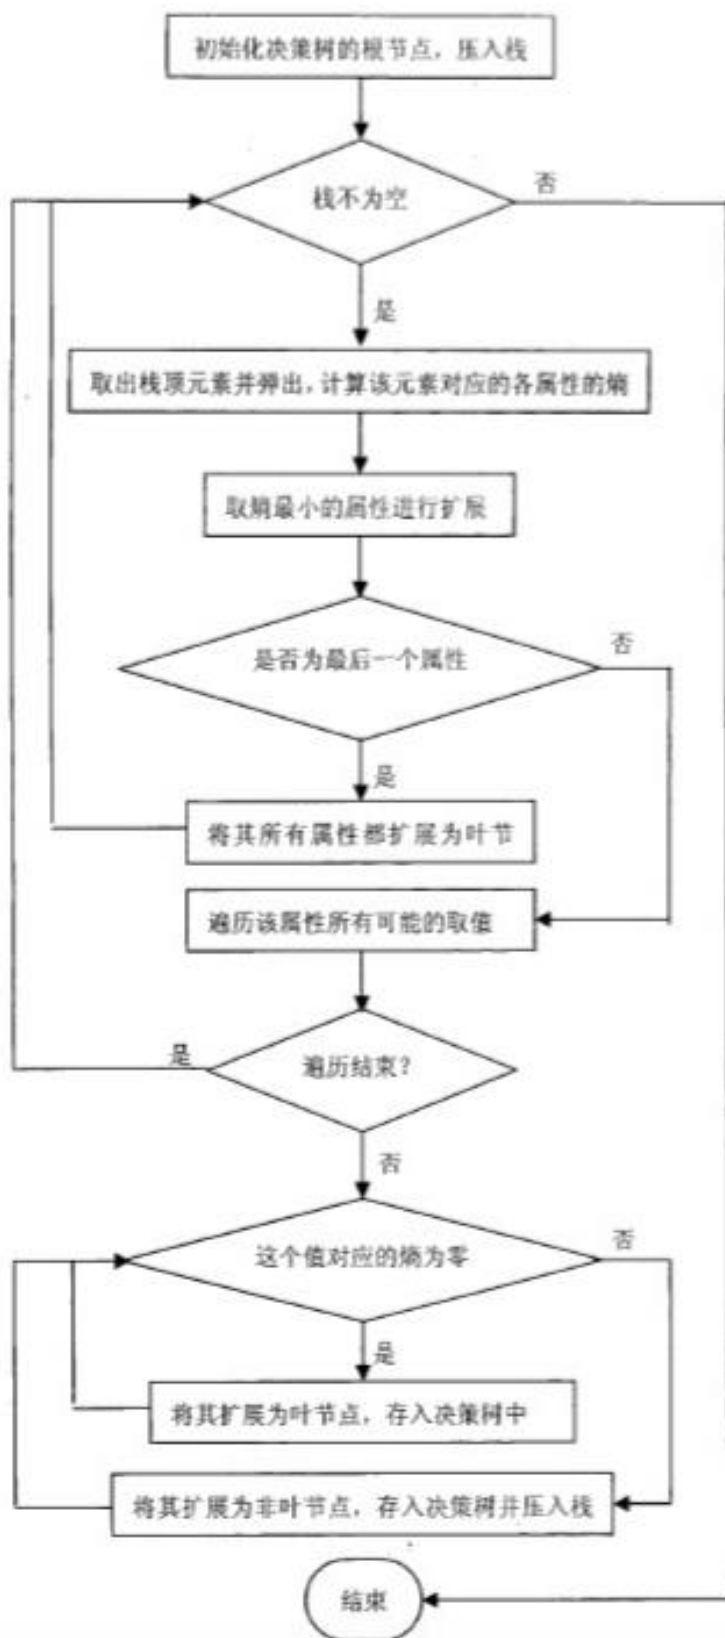 初始化决策树的根节点，压入栈
栈不为空
否
是
取出栈顶元素并弹出，计算该元素对应的各属性的熵
取熵最小的属性进行扩展
是否为最后一个属性
否
是
将其所有属性都扩展为叶节
遍历该属性所有可能的取值
是
遍历结束？
否
这个值对应的熵为零
否
是
将其扩展为叶节点，存入决策树中
将其扩展为非叶节点，存入决策树并压入栈
结束